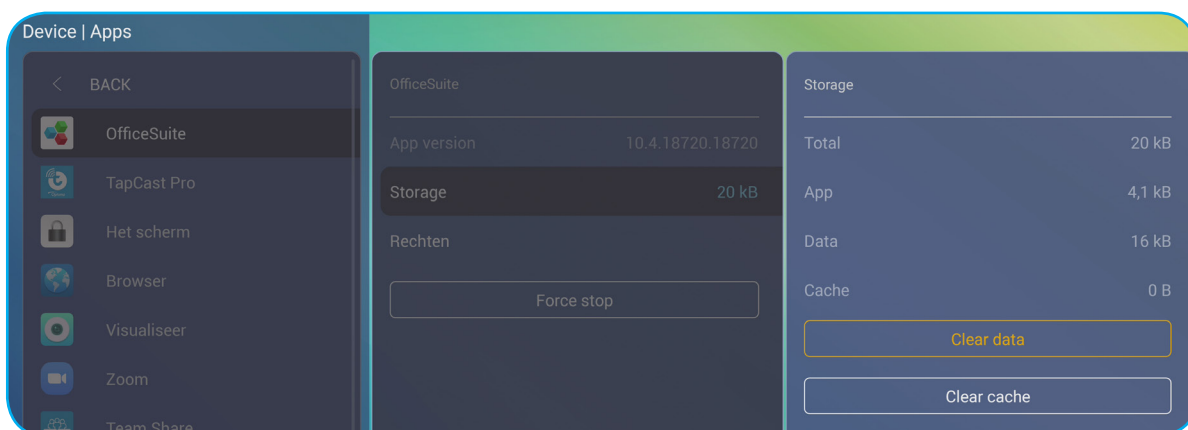 Device | Apps
BACK
OfficeSuite
TapCast Pro
Het scherm
Browser
Visualiseer
Zoom
Team Share
OfficeSuite
App version 10.4.18720.18720
Storage 20 kB
Rechten
Force stop
Storage
Total 20 kB
App 4,1 kB
Data 16 kB
Cache 0 B
Clear data
Clear cache